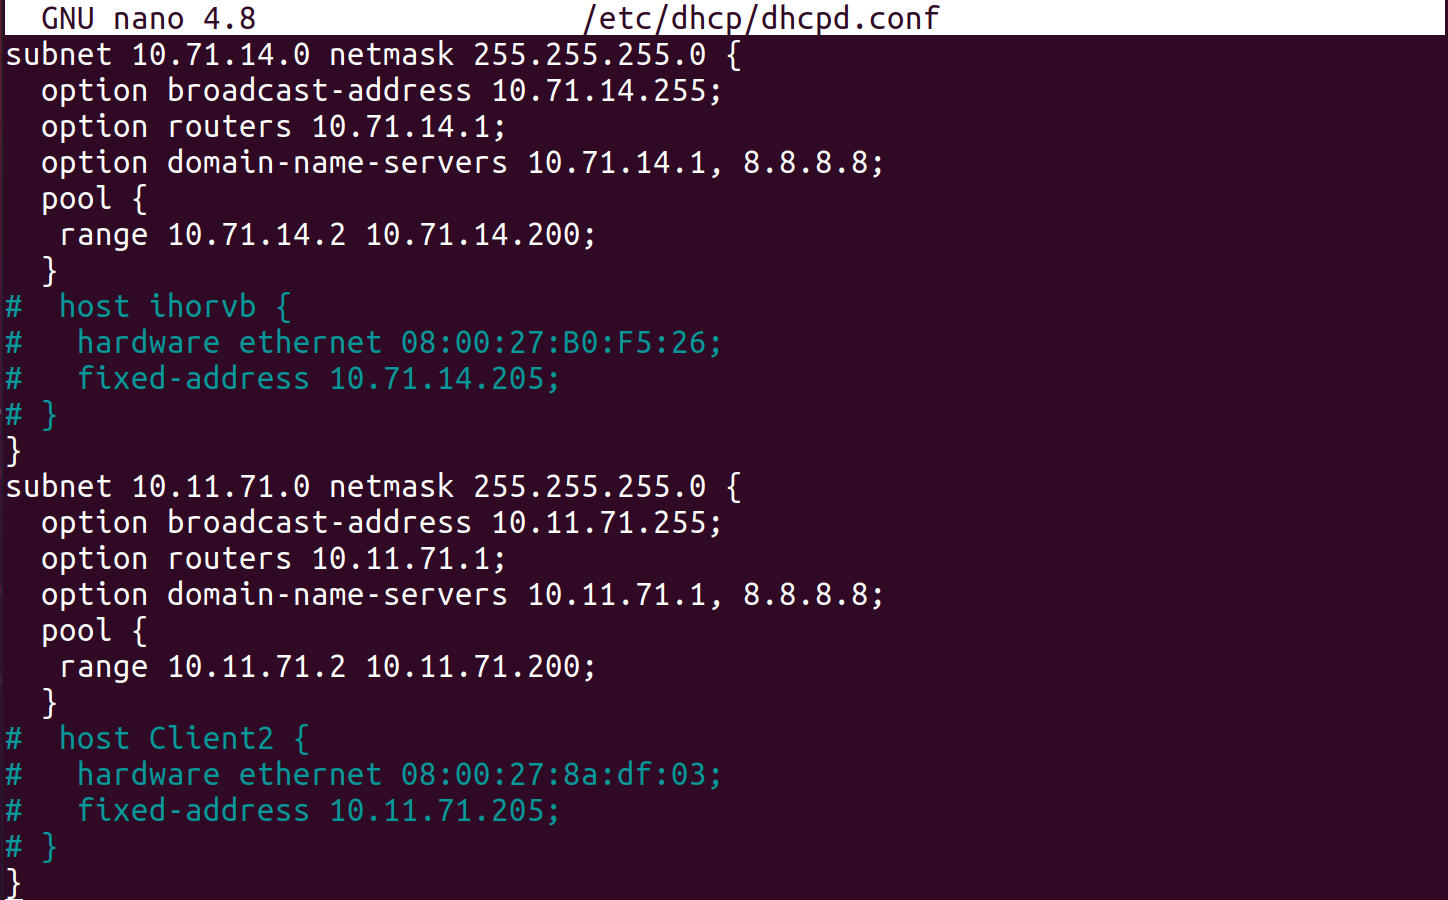 GNU nano 4.8 /etc/dhcp/dhcpd.conf
subnet 10.71.14.0 netmask 255.255.255.0 {
  option broadcast-address 10.71.14.255;
  option routers 10.71.14.1;
  option domain-name-servers 10.71.14.1, 8.8.8.8;
  pool {
   range 10.71.14.2 10.71.14.200;
  }
#  host ihorvb {
#   hardware ethernet 08:00:27:B0:F5:26;
#   fixed-address 10.71.14.205;
# }
}
subnet 10.11.71.0 netmask 255.255.255.0 {
  option broadcast-address 10.11.71.255;
  option routers 10.11.71.1;
  option domain-name-servers 10.11.71.1, 8.8.8.8;
  pool {
   range 10.11.71.2 10.11.71.200;
  }
#  host Client2 {
#   hardware ethernet 08:00:27:8a:df:03;
#   fixed-address 10.11.71.205;
# }
}